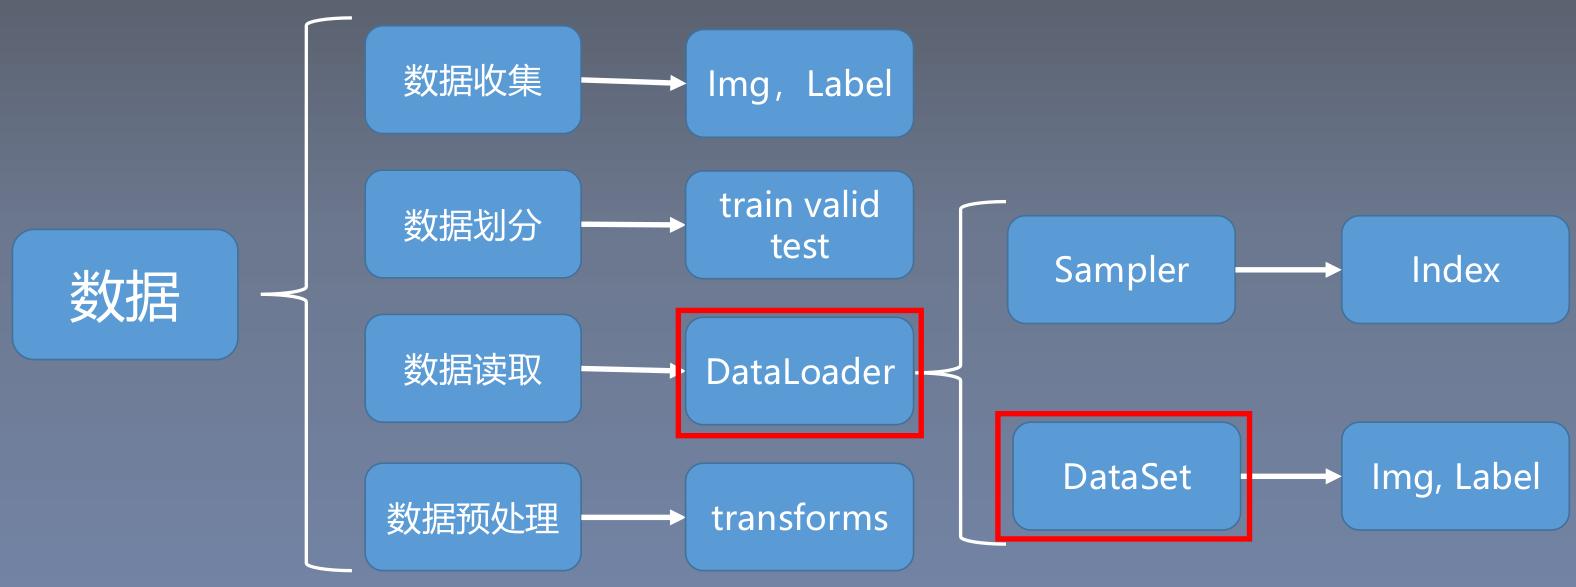 数据
数据收集
Img，Label
数据划分
train valid
test
数据读取
DataLoader
数据预处理
transforms
Sampler
Index
DataSet
Img, Label